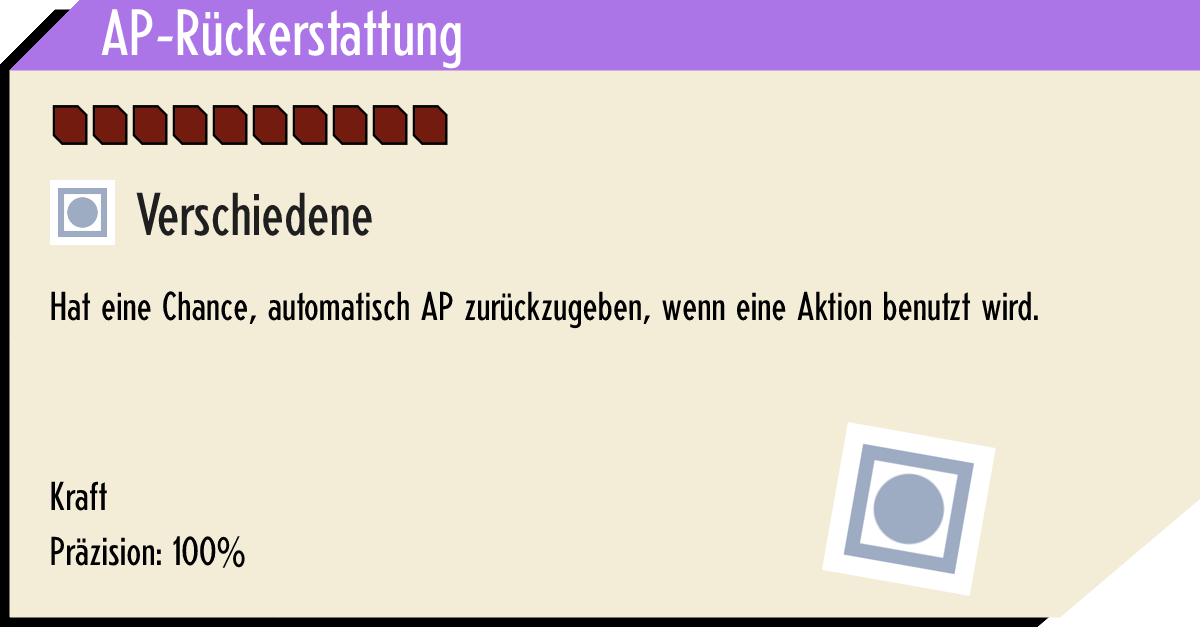 AP-Rückerstattung
Verschiedene
Hat eine Chance, automatisch AP zurückzugeben, wenn eine Aktion benutzt wird.
Kraft
Präzision: 100%